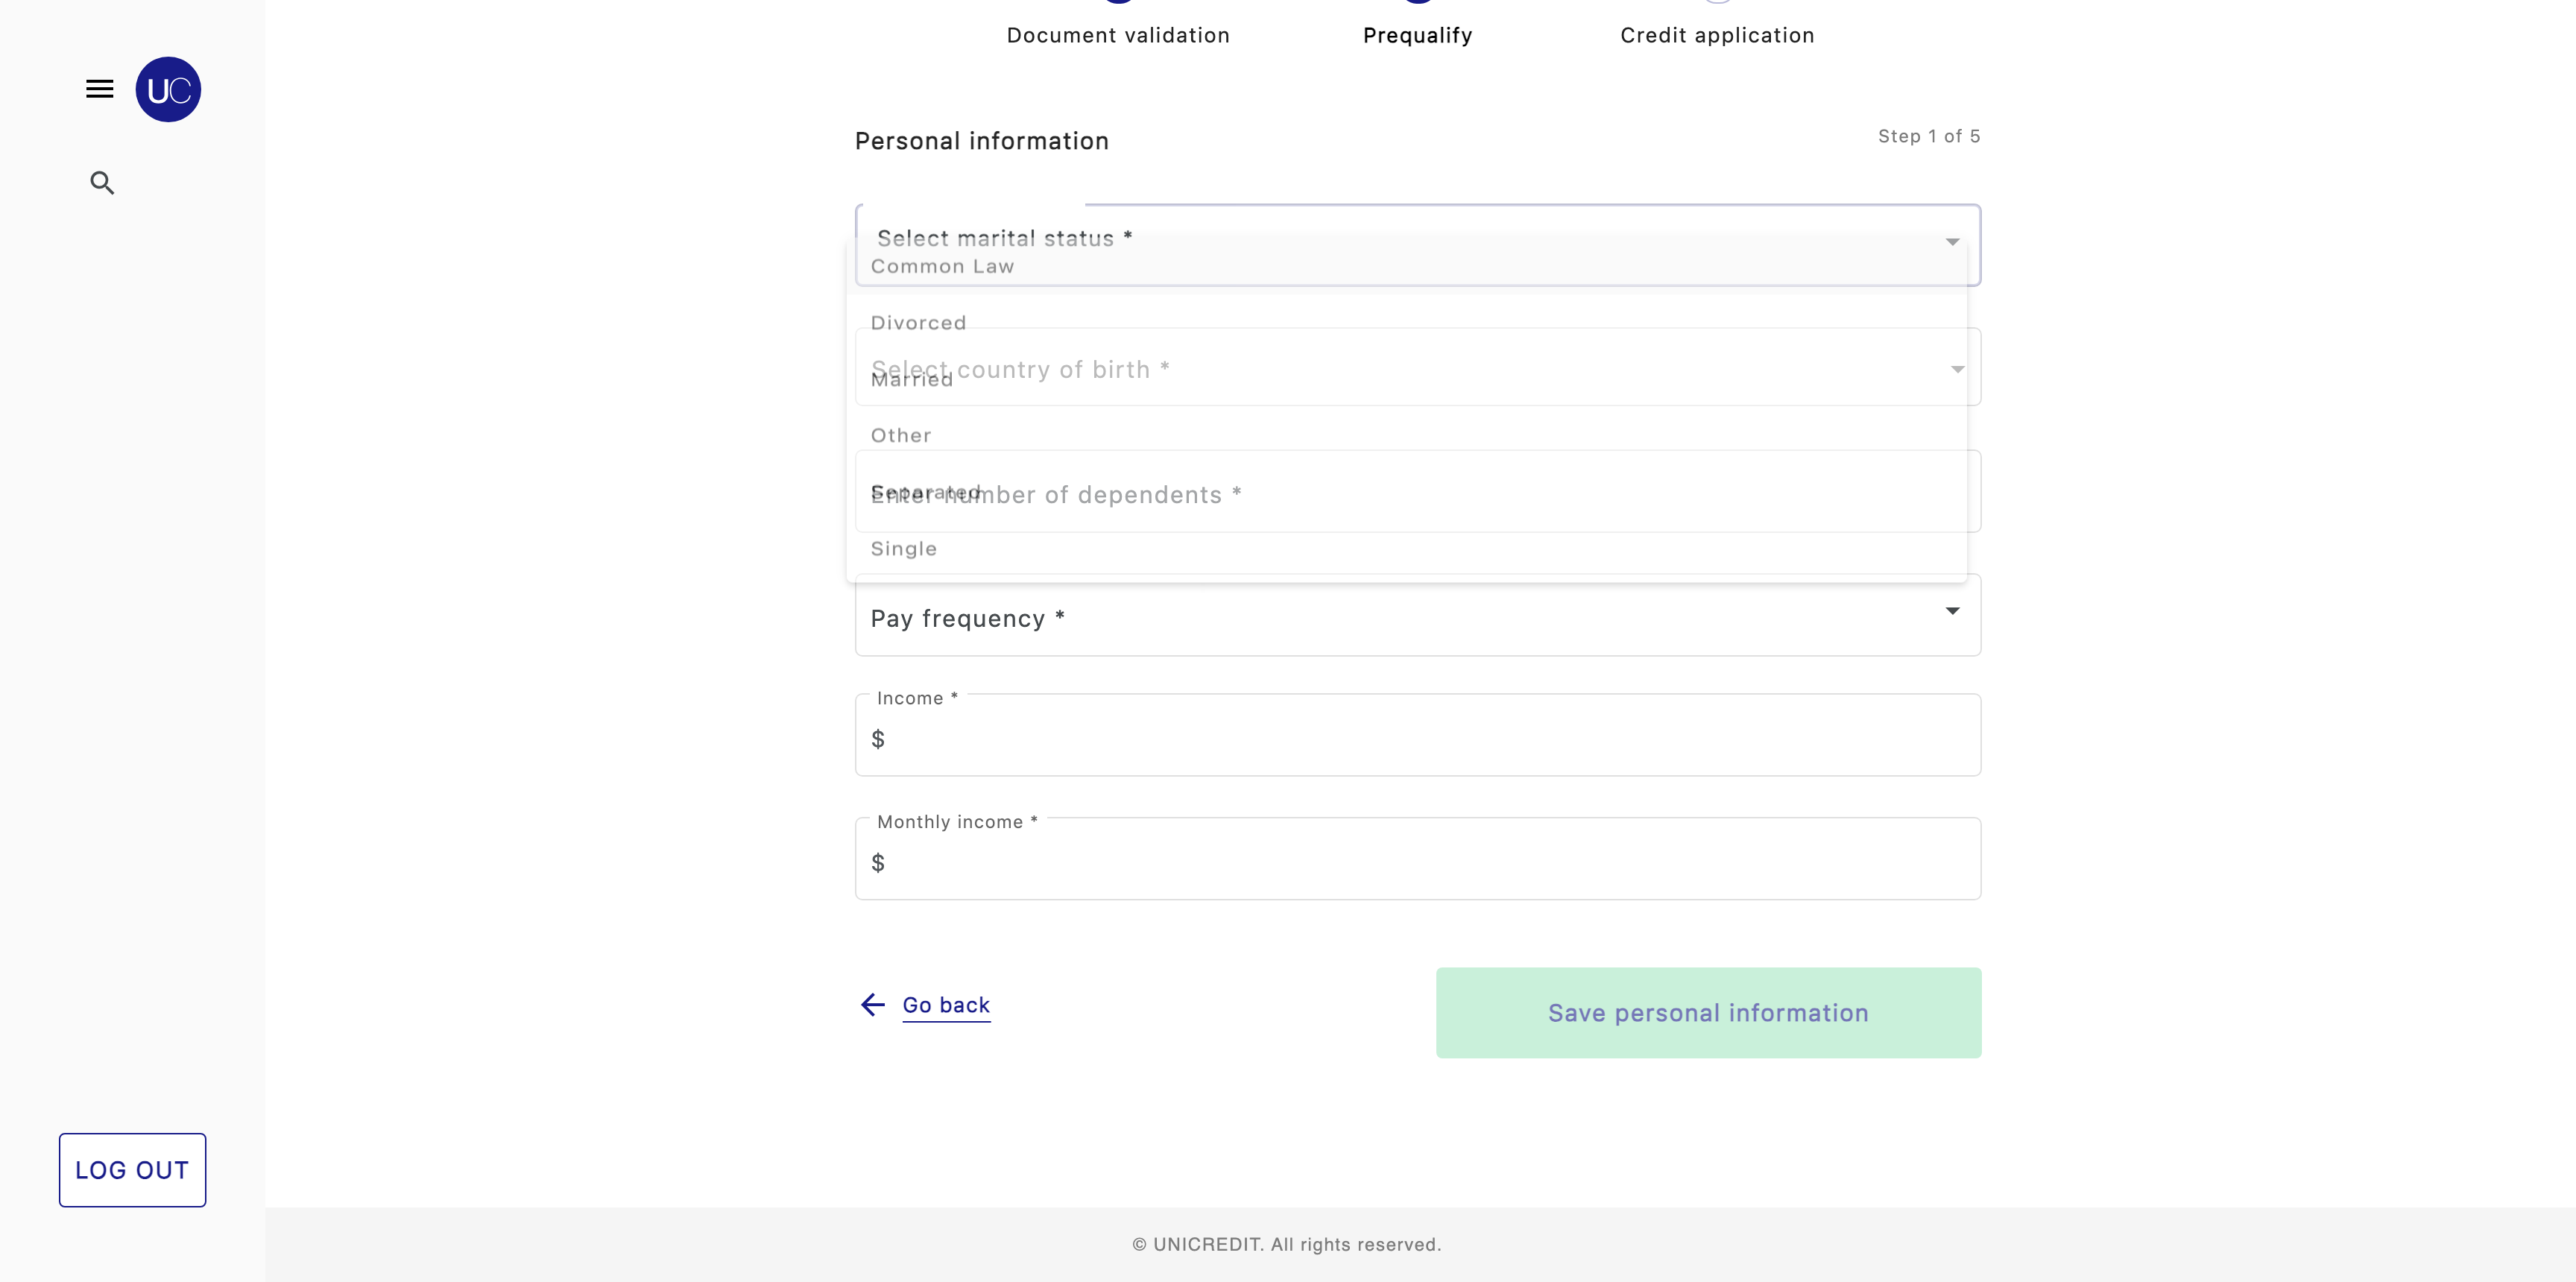 Document validation
Prequalify
Credit application
UC
Personal information
Step 1 of 5
Select marital status *
Common Law
Divorced
Select country of birth *
Married
Other
Separated
Enter number of dependents *
Single
Pay frequency *
Income *
$
Monthly income *
$
Go back
Save personal information
LOG OUT
© UNICREDIT. All rights reserved.